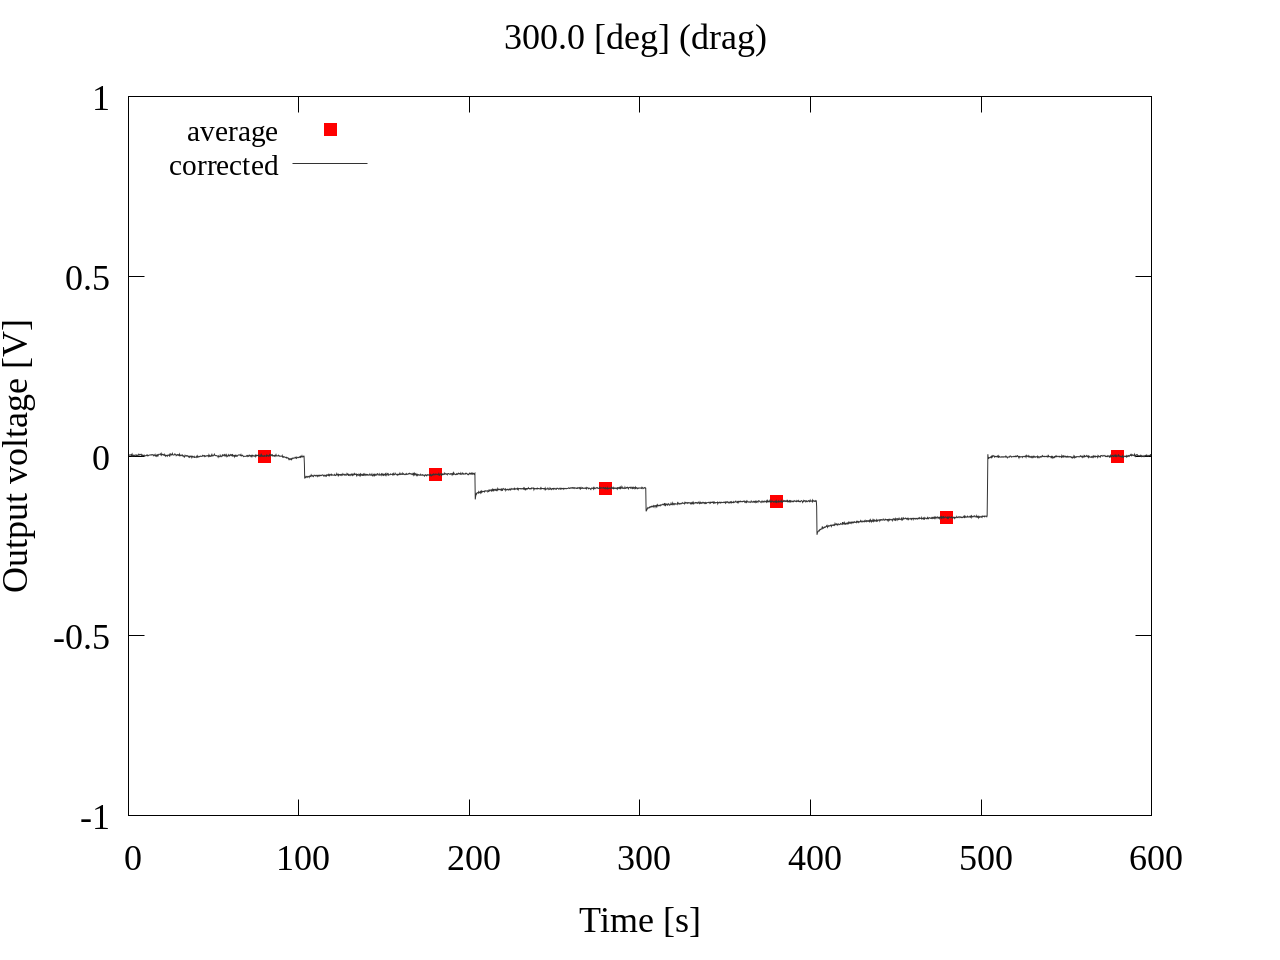 300.0 [deg] (drag)
1
average
corrected
0.5
0
-0.5
-1
Output voltage [V]
0 100 200 300 400 500 600
Time [s]